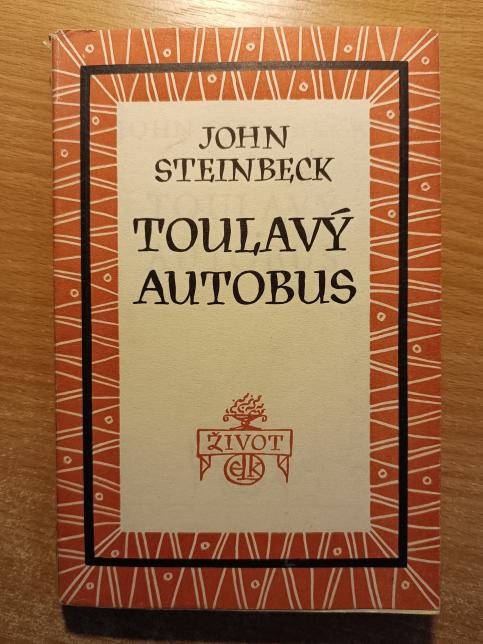 JOHN
STEINBECK
TOULAVÝ
AUTOBUS
ŽIVOT
ELK